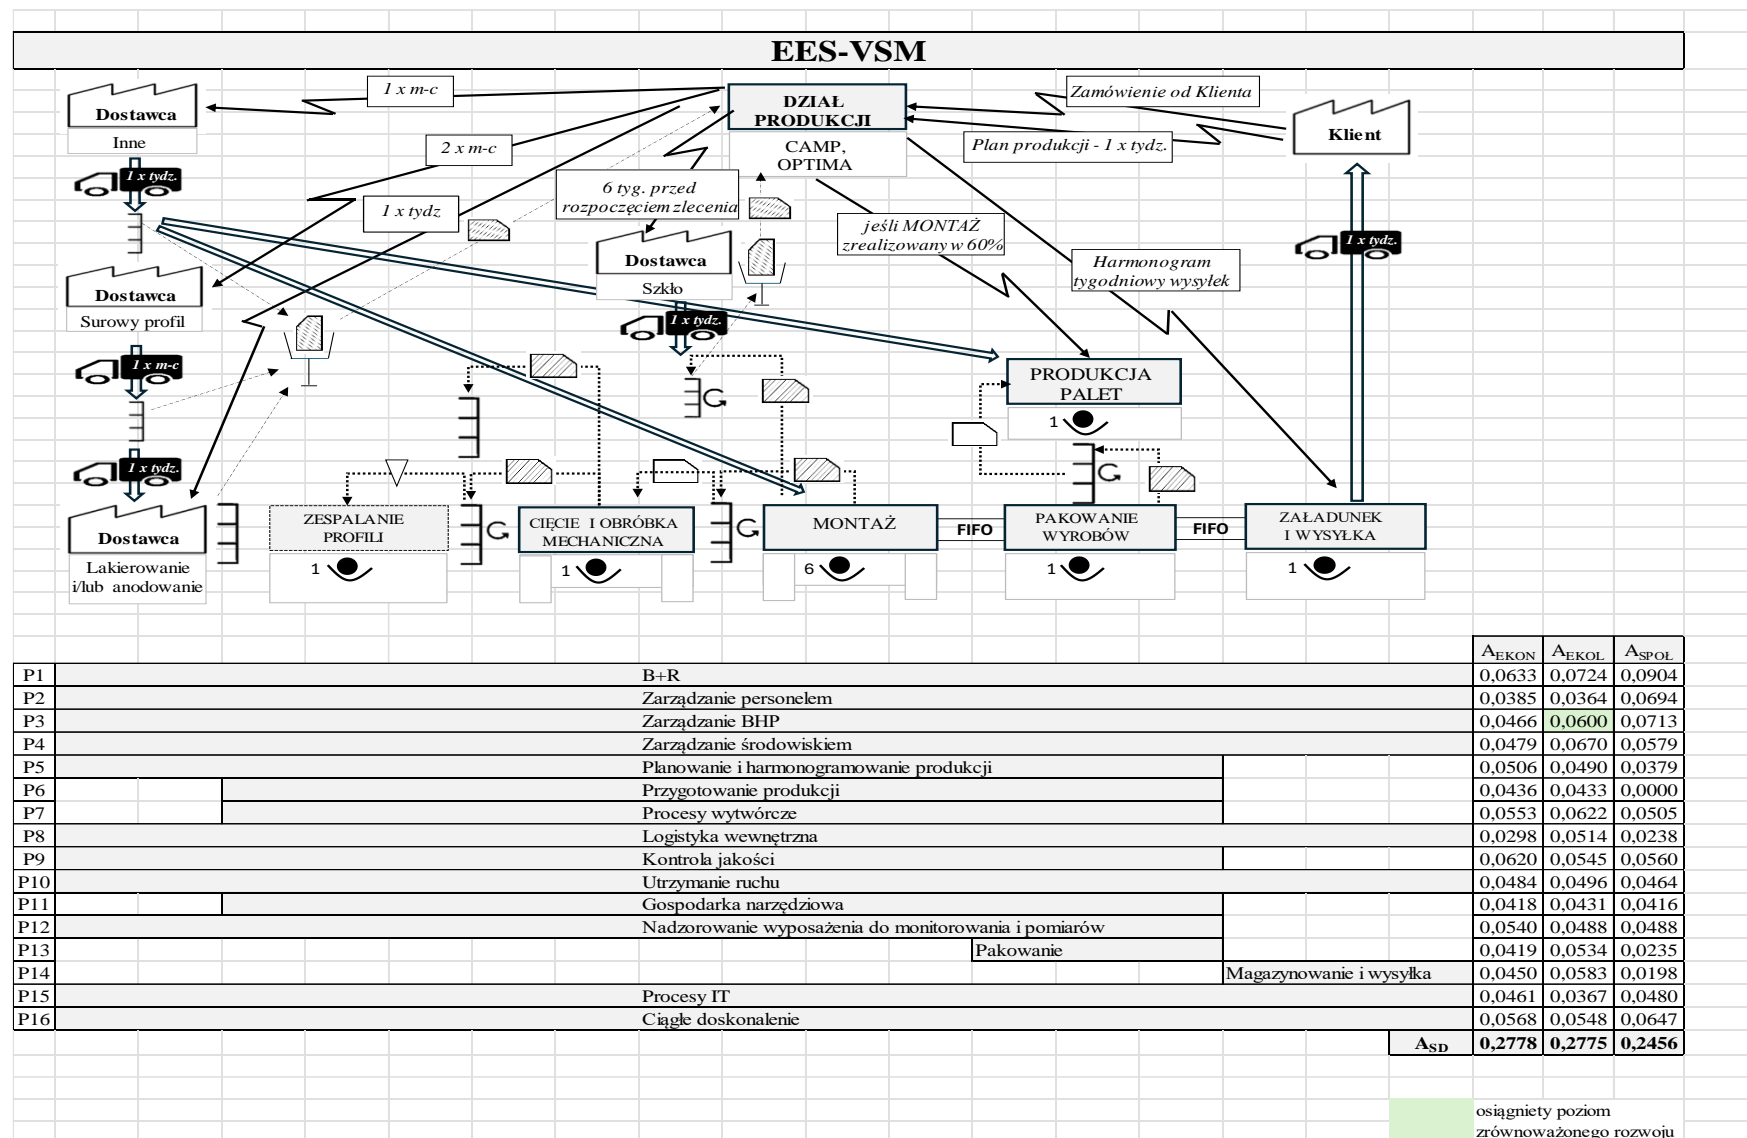 EES-VSM
Dostawca
Inne
1 x m-c
DZIAŁ
PRODUKCJI
CAMP,
OPTIMA
Zamówienie od Klienta
Plan produkcji - 1 x tydz.
Klient
2 x m-c
1 x tydz.
1 x tydz
6 tyg. przed
rozpoczęciem zlecenia
jeśli MONTAŻ
zrealizowany w 60%
Harmonogram
tygodniowy wysyłek
1 x tydz.
Dostawca
Surowy profil
Dostawca
Szkło
1 x tydz.
1 x m-c
PRODUKCJA
PALET
1
1 x tydz.
Dostawca
Lakierowanie
i/lub anodowanie
ZESPALANIE
PROFILI
1
CIĘCIE I OBRÓBKA
MECHANICZNA
1
MONTAŻ
6
FIFO
PAKOWANIE
WYROBÓW
1
FIFO
ZAŁADUNEK
I WYSYŁKA
1
AEKON AEKOL ASPOŁ
P1 B+R 0,0633 0,0724 0,0904
P2 Zarządzanie personelem 0,0385 0,0364 0,0694
P3 Zarządzanie BHP 0,0466 0,0600 0,0713
P4 Zarządzanie środowiskiem 0,0479 0,0670 0,0579
P5 Planowanie i harmonogramowanie produkcji 0,0506 0,0490 0,0379
P6 Przygotowanie produkcji 0,0436 0,0433 0,0000
P7 Procesy wytwórcze 0,0553 0,0622 0,0505
P8 Logistyka wewnętrzna 0,0298 0,0514 0,0238
P9 Kontrola jakości 0,0620 0,0545 0,0560
P10 Utrzymanie ruchu 0,0484 0,0496 0,0464
P11 Gospodarka narzędziowa 0,0418 0,0431 0,0416
P12 Nadzorowanie wyposażenia do monitorowania i pomiarów 0,0540 0,0488 0,0488
P13 Pakowanie 0,0419 0,0534 0,0235
P14 Magazynowanie i wysyłka 0,0450 0,0583 0,0198
P15 Procesy IT 0,0461 0,0367 0,0480
P16 Ciągłe doskonalenie 0,0568 0,0548 0,0647
ASD 0,2778 0,2775 0,2456
osiągniety poziom
zrównoważonego rozwoju